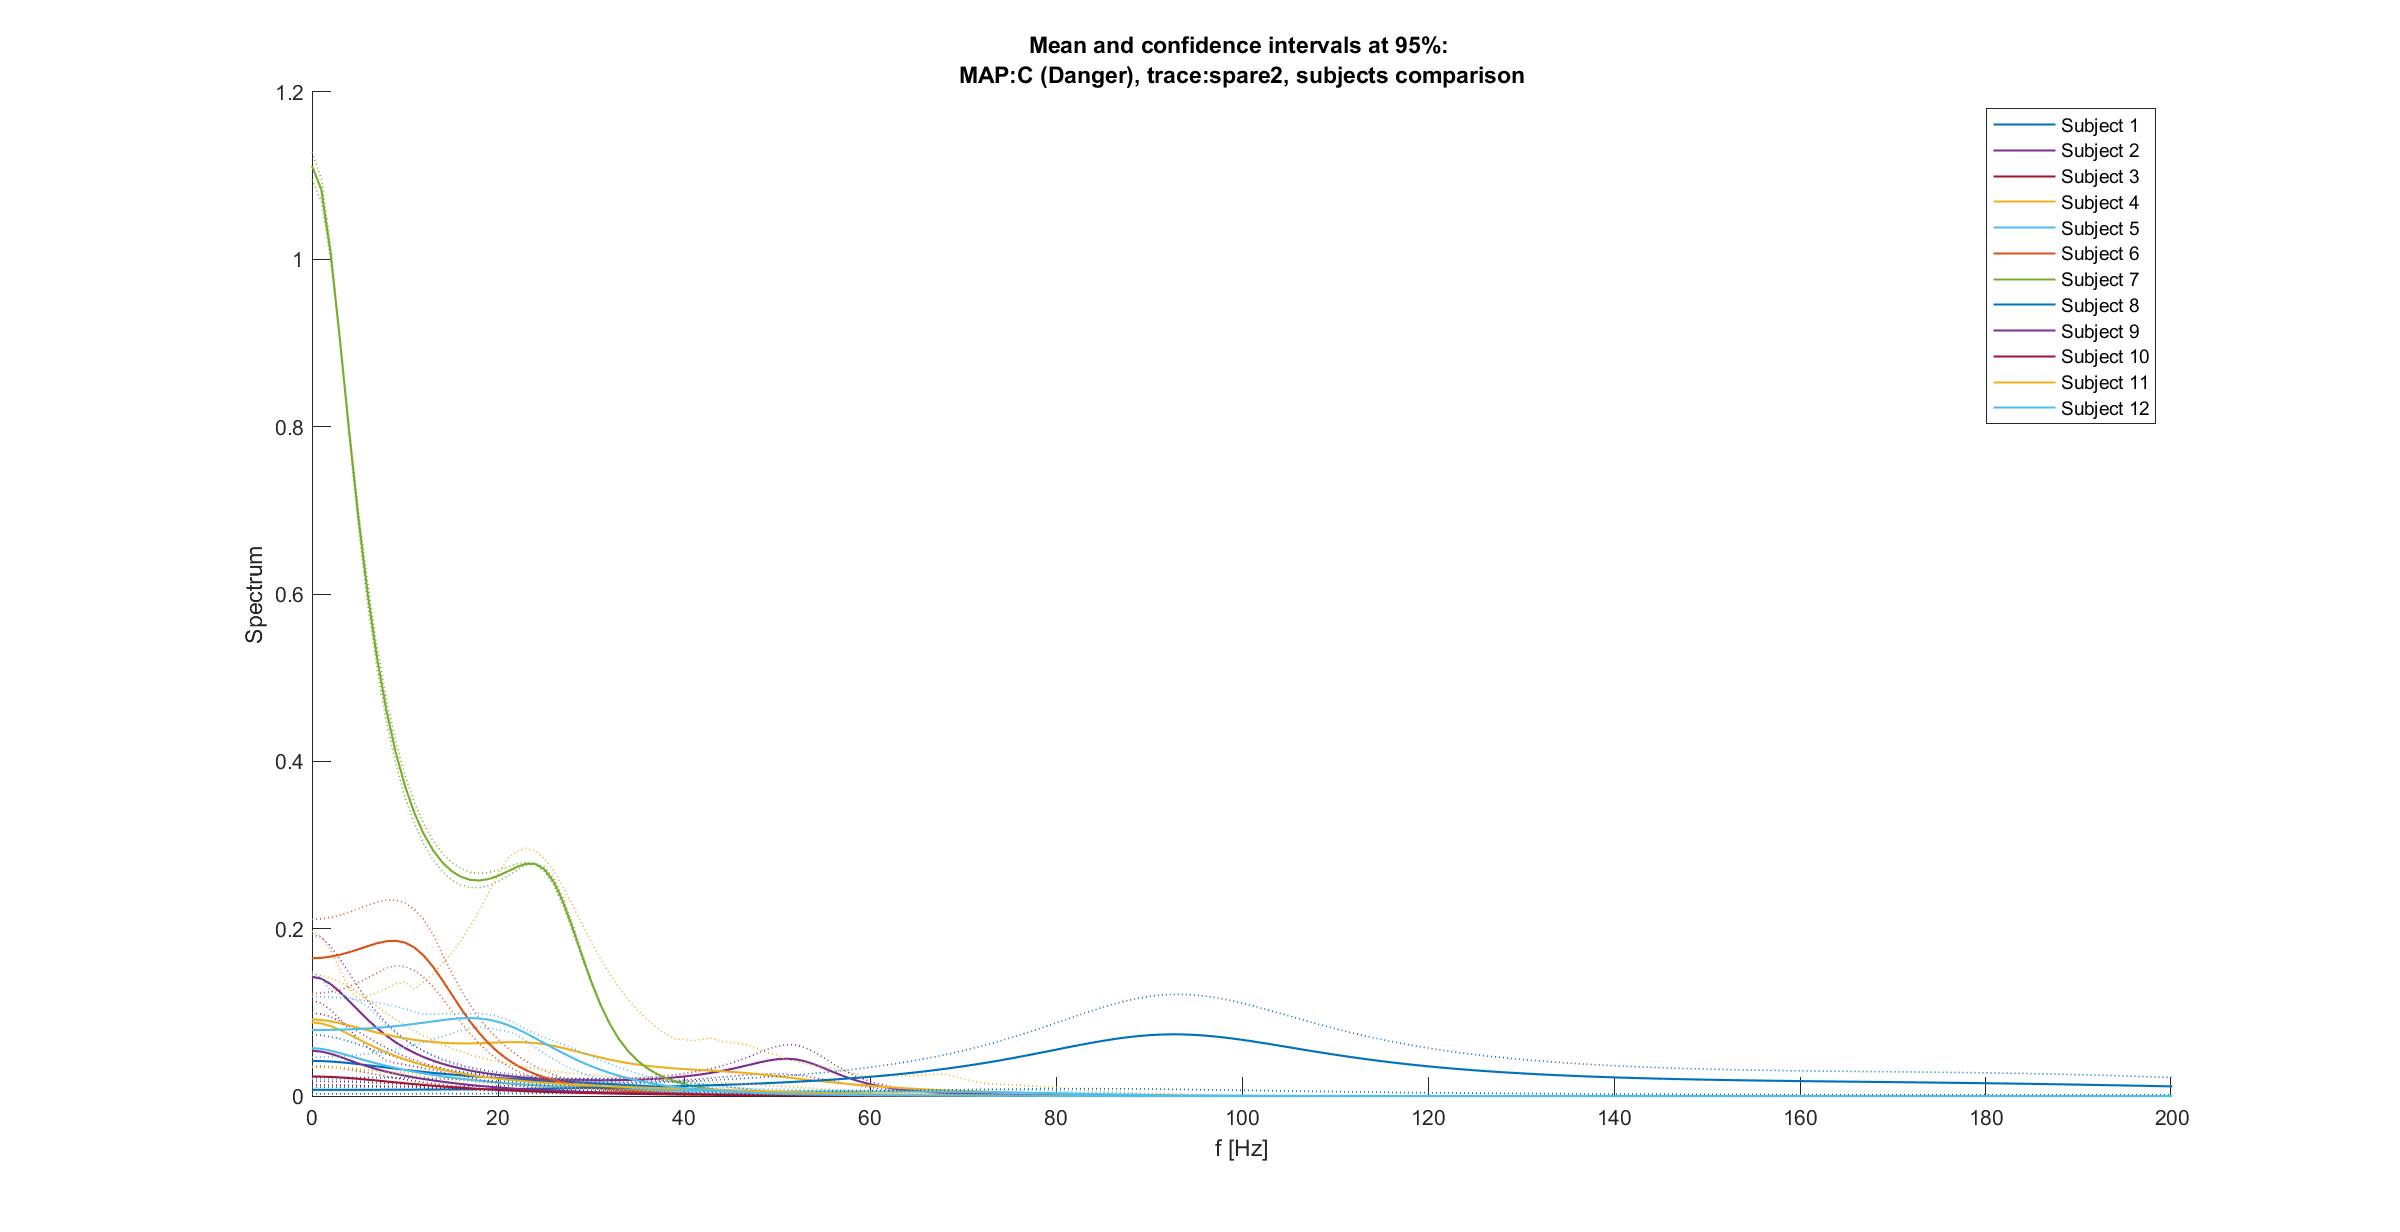 Mean and confidence intervals at 95%:
MAP:C (Danger), trace:spare2, subjects comparison
1.2
1
0.8
0.6
0.4
0.2
0
Spectrum
0 20 40 60 80 100 120 140 160 180 200
f [Hz]
Subject 1
Subject 2
Subject 3
Subject 4
Subject 5
Subject 6
Subject 7
Subject 8
Subject 9
Subject 10
Subject 11
Subject 12